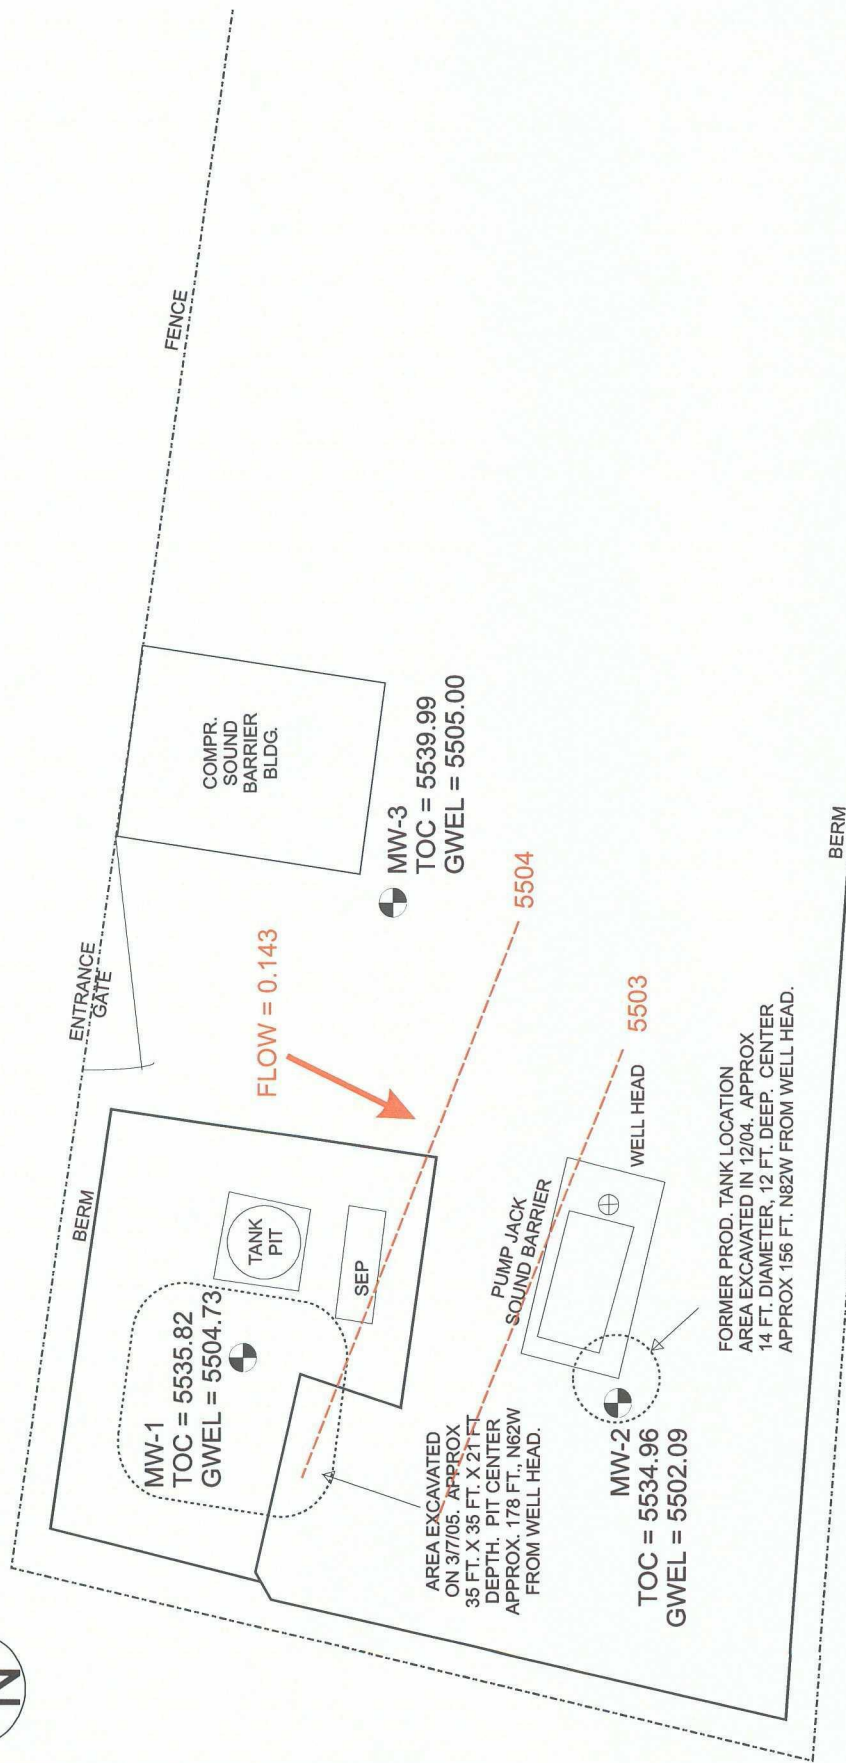 N
FENCE
ENTRANCE
GATE
BERM
COMPR.
SOUND
BARRIER
BLDG.
MW-3
TOC = 5539.99
GWEL = 5505.00
FLOW = 0.143
5504
TANK
PIT
SEP
MW-1
TOC = 5535.82
GWEL = 5504.73
5503
AREA EXCAVATED
ON 3/7/05. APPROX
35 FT. X 35 FT. X 21 FT.
DEPTH. PIT CENTER
APPROX. 178 FT., N62W
FROM WELL HEAD.
PUMP JACK
SOUND BARRIER
WELL HEAD
MW-2
TOC = 5534.96
GWEL = 5502.09
FORMER PROD. TANK LOCATION
AREA EXCAVATED IN 12/04. APPROX
14 FT. DIAMETER, 12 FT. DEEP. CENTER
APPROX 156 FT. N82W FROM WELL HEAD.
BERM